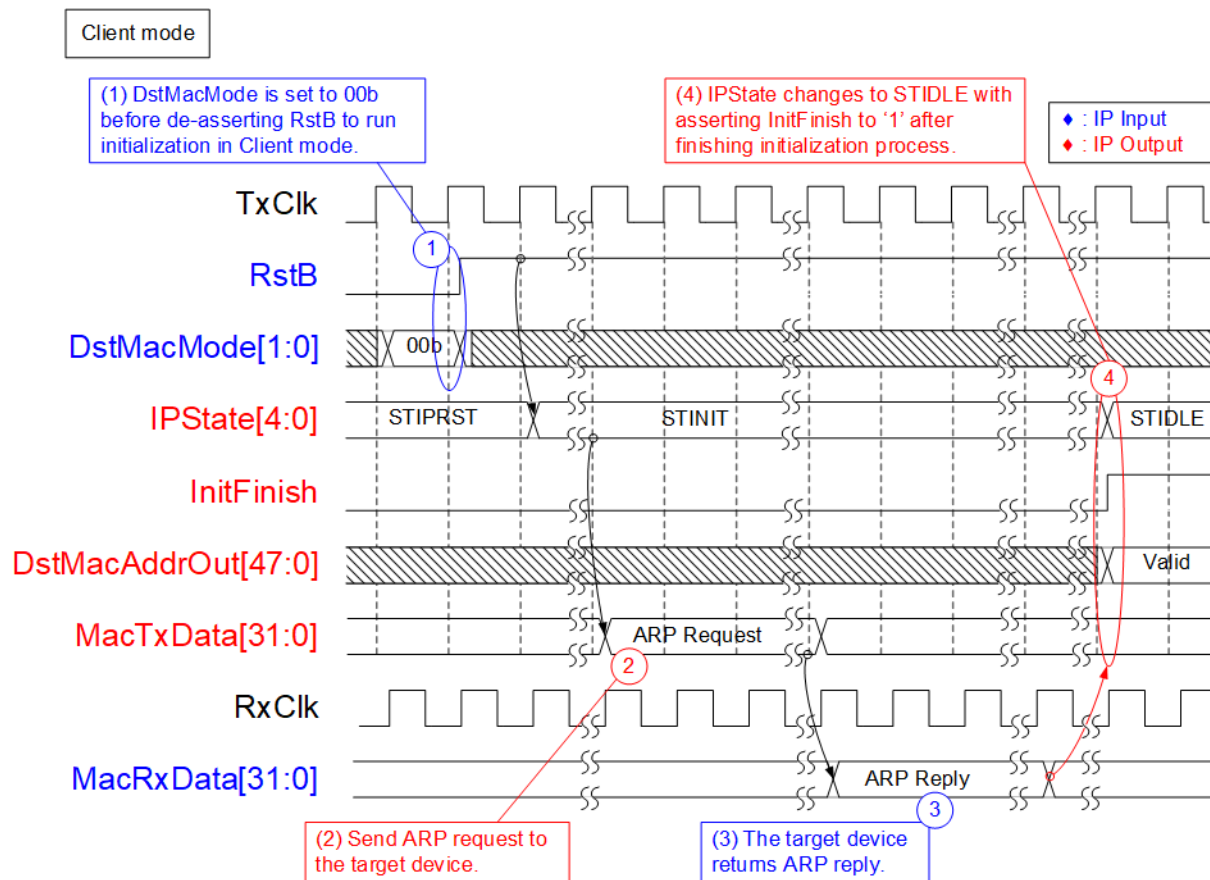 Client mode
(1) DstMacMode is set to 00b
before de-asserting RstB to run
initialization in Client mode.
(4) IPState changes to STIDLE with
asserting InitFinish to ‘1’ after
finishing initialization process.
♦ : IP Input
♦ : IP Output
TxClk
1
RstB
DstMacMode[1:0]
00b
4
IPState[4:0]
STIPRST
STINIT
STIDLE
InitFinish
DstMacAddrOut[47:0]
Valid
MacTxData[31:0]
ARP Request
2
RxClk
MacRxData[31:0]
ARP Reply
3
(2) Send ARP request to
the target device.
(3) The target device
returns ARP reply.